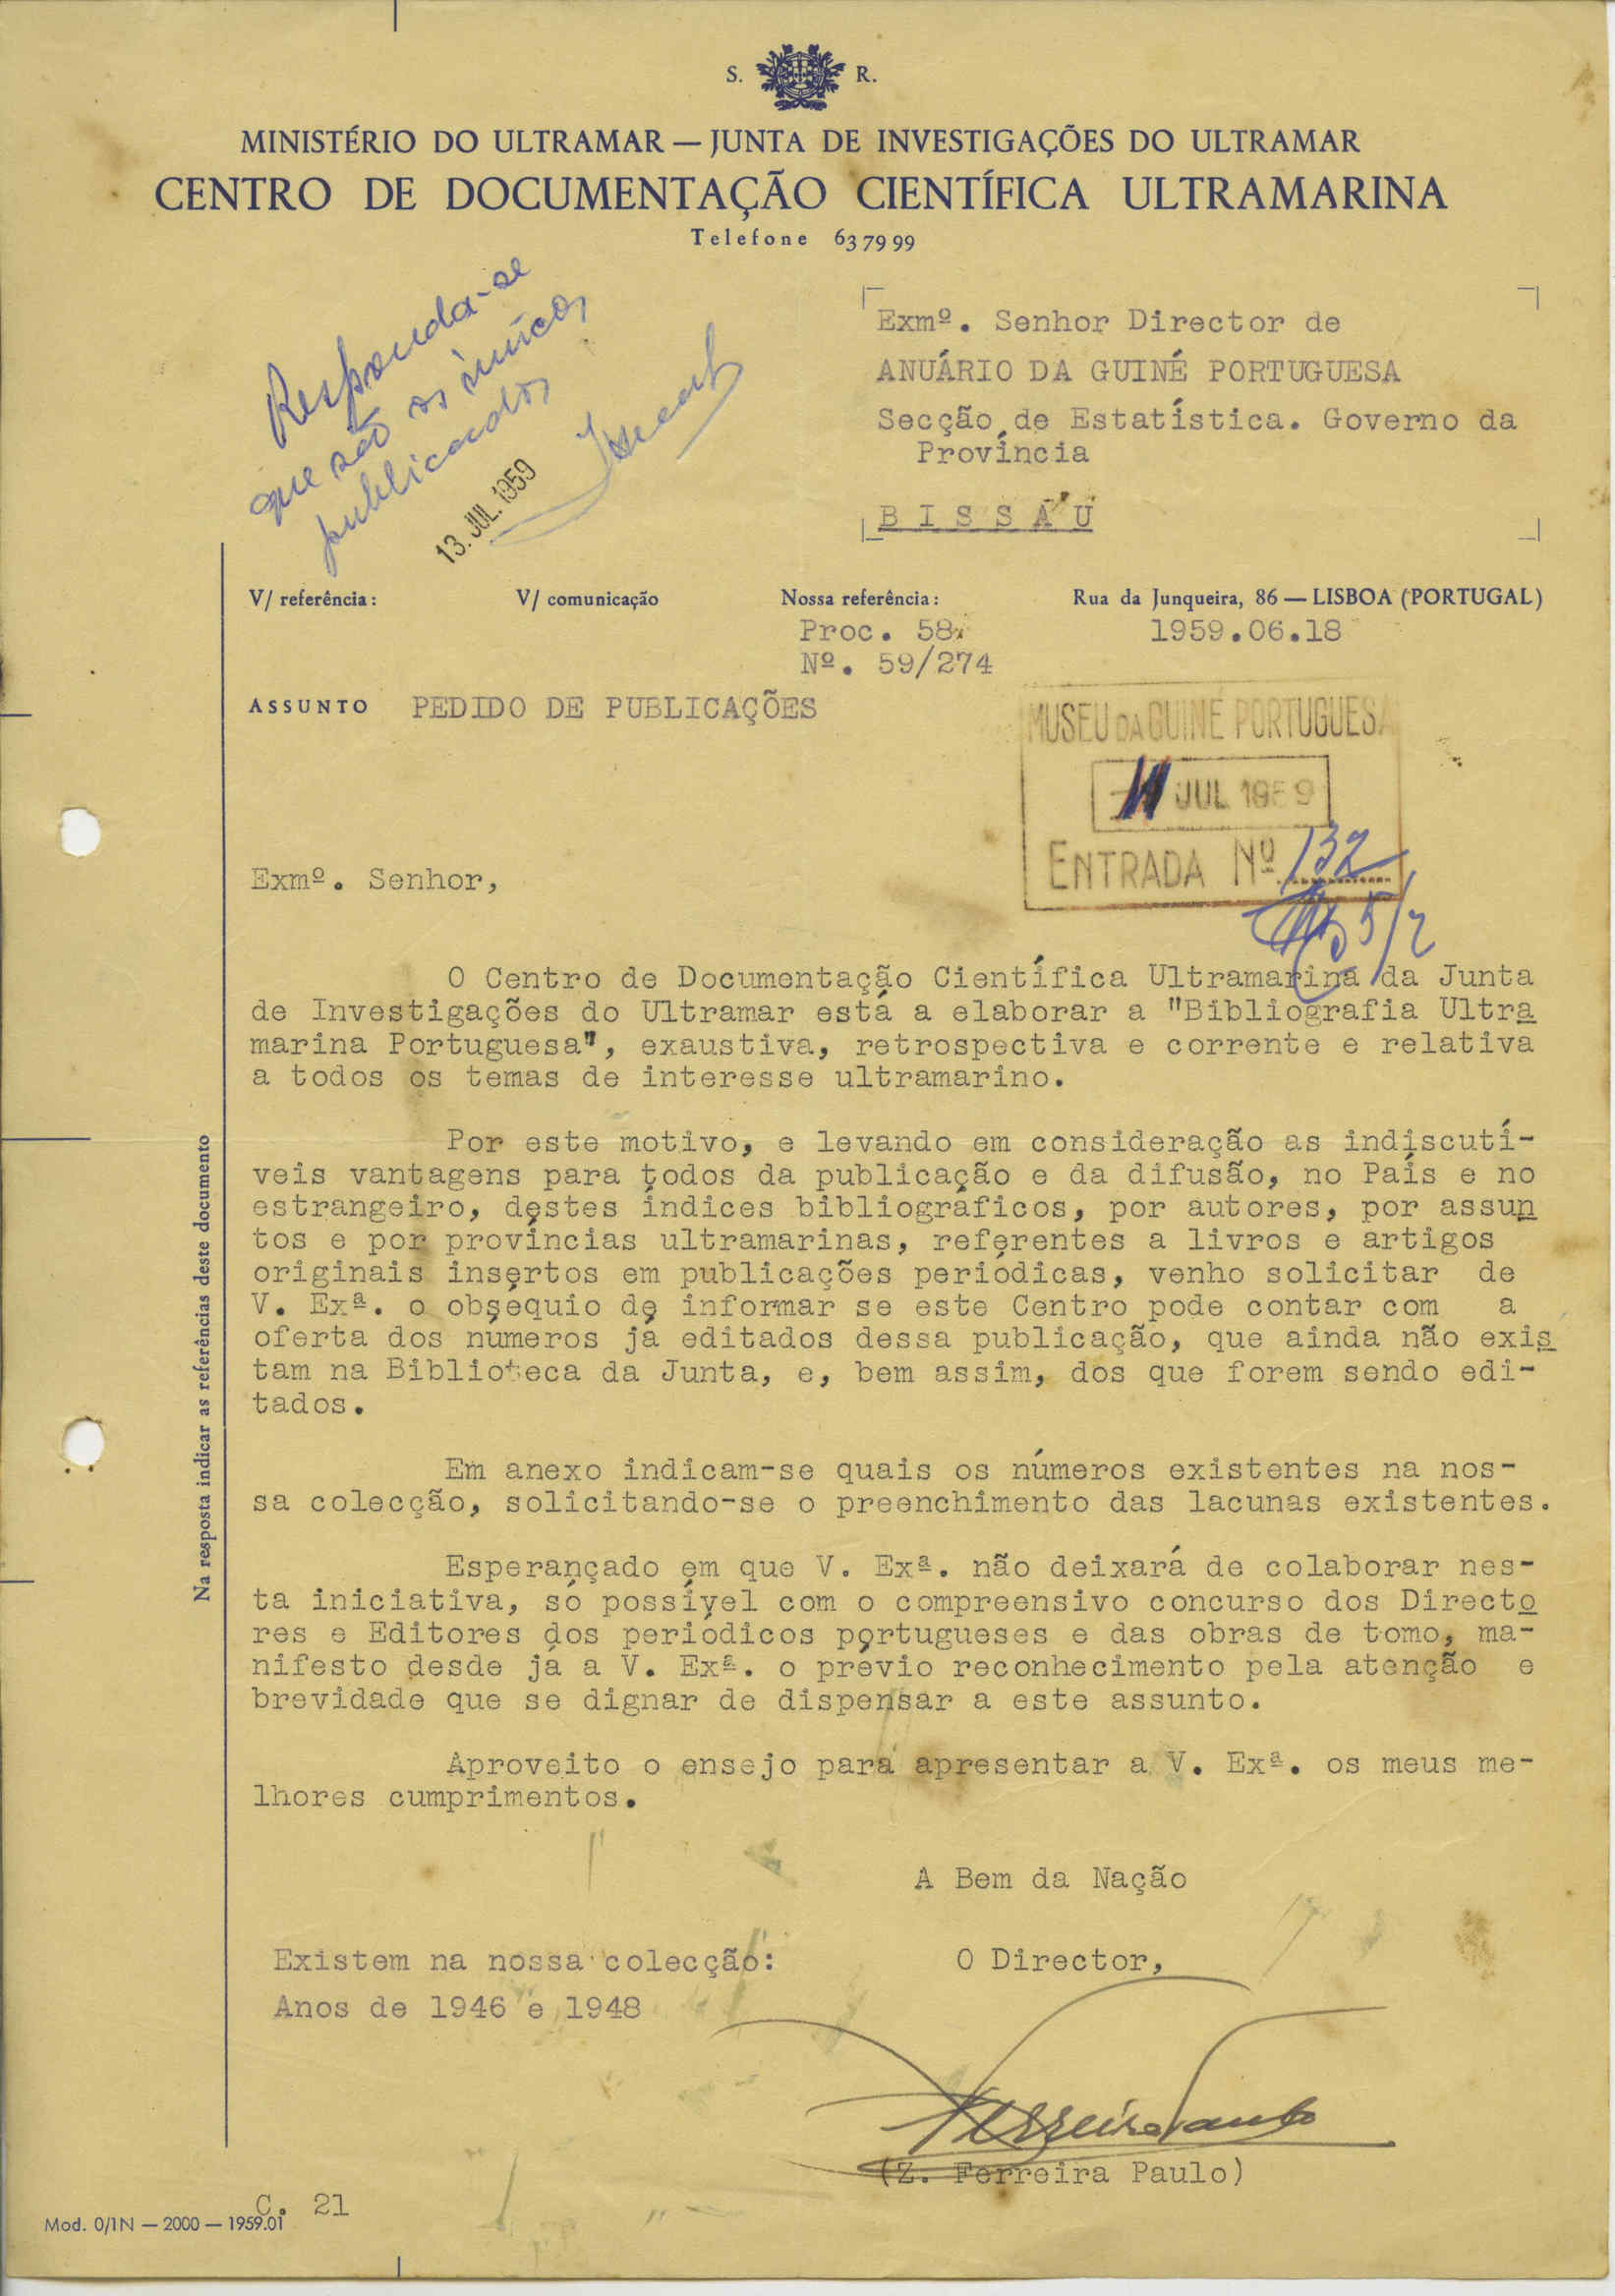 S. R.
MINISTÉRIO DO ULTRAMAR — JUNTA DE INVESTIGAÇÕES DO ULTRAMAR
CENTRO DE DOCUMENTAÇÃO CIENTÍFICA ULTRAMARINA
Telefone 637999
Responda-se
que são os únicos
publicados
13. JUL. 1959
Exmº. Senhor Director de
ANUÁRIO DA GUINÉ PORTUGUESA
Secção de Estatística. Governo da
Província
BISSAU
V/ referência:
V/ comunicação
Nossa referência:
Rua da Junqueira, 86 — LISBOA (PORTUGAL)
Proc. 58
1959.06.18
Nº. 59/274
ASSUNTO PEDIDO DE PUBLICAÇÕES
MUSEU DA GUINÉ PORTUGUESA
JUL 1959
ENTRADA Nº 132
Exmº. Senhor,
O Centro de Documentação Científica Ultramarina da Junta
de Investigações do Ultramar está a elaborar a "Bibliografia Ultra
marina Portuguesa", exaustiva, retrospectiva e corrente e relativa
a todos os temas de interesse ultramarino.
Por este motivo, e levando em consideração as indiscutí-
veis vantagens para todos da publicação e da difusão, no País e no
estrangeiro, dêstes índices bibliográficos, por autores, por assun
tos e por províncias ultramarinas, referentes a livros e artigos
originais insertos em publicações periódicas, venho solicitar de
V. Exª. o obséquio de informar se este Centro pode contar com a
oferta dos números já editados dessa publicação, que ainda não exis
tam na Biblioteca da Junta, e, bem assim, dos que forem sendo edi-
tados.
Em anexo indicam-se quais os números existentes na nos-
sa colecção, solicitando-se o preenchimento das lacunas existentes.
Esperançado em que V. Exª. não deixará de colaborar nes-
ta iniciativa, só possível com o compreensivo concurso dos Directo
res e Editores dos periódicos portugueses e das obras de tomo, ma-
nifesto desde já a V. Exª. o prévio reconhecimento pela atenção e
brevidade que se dignar de dispensar a este assunto.
Aproveito o ensejo para apresentar a V. Exª. os meus me-
lhores cumprimentos.
A Bem da Nação
Existem na nossa colecção:
O Director,
Anos de 1946 e 1948
Ferreira Paulo
(Z. Ferreira Paulo)
C. 21
Mod. 0/1N — 2000 — 1959.01
Na resposta indicar as referências deste documento